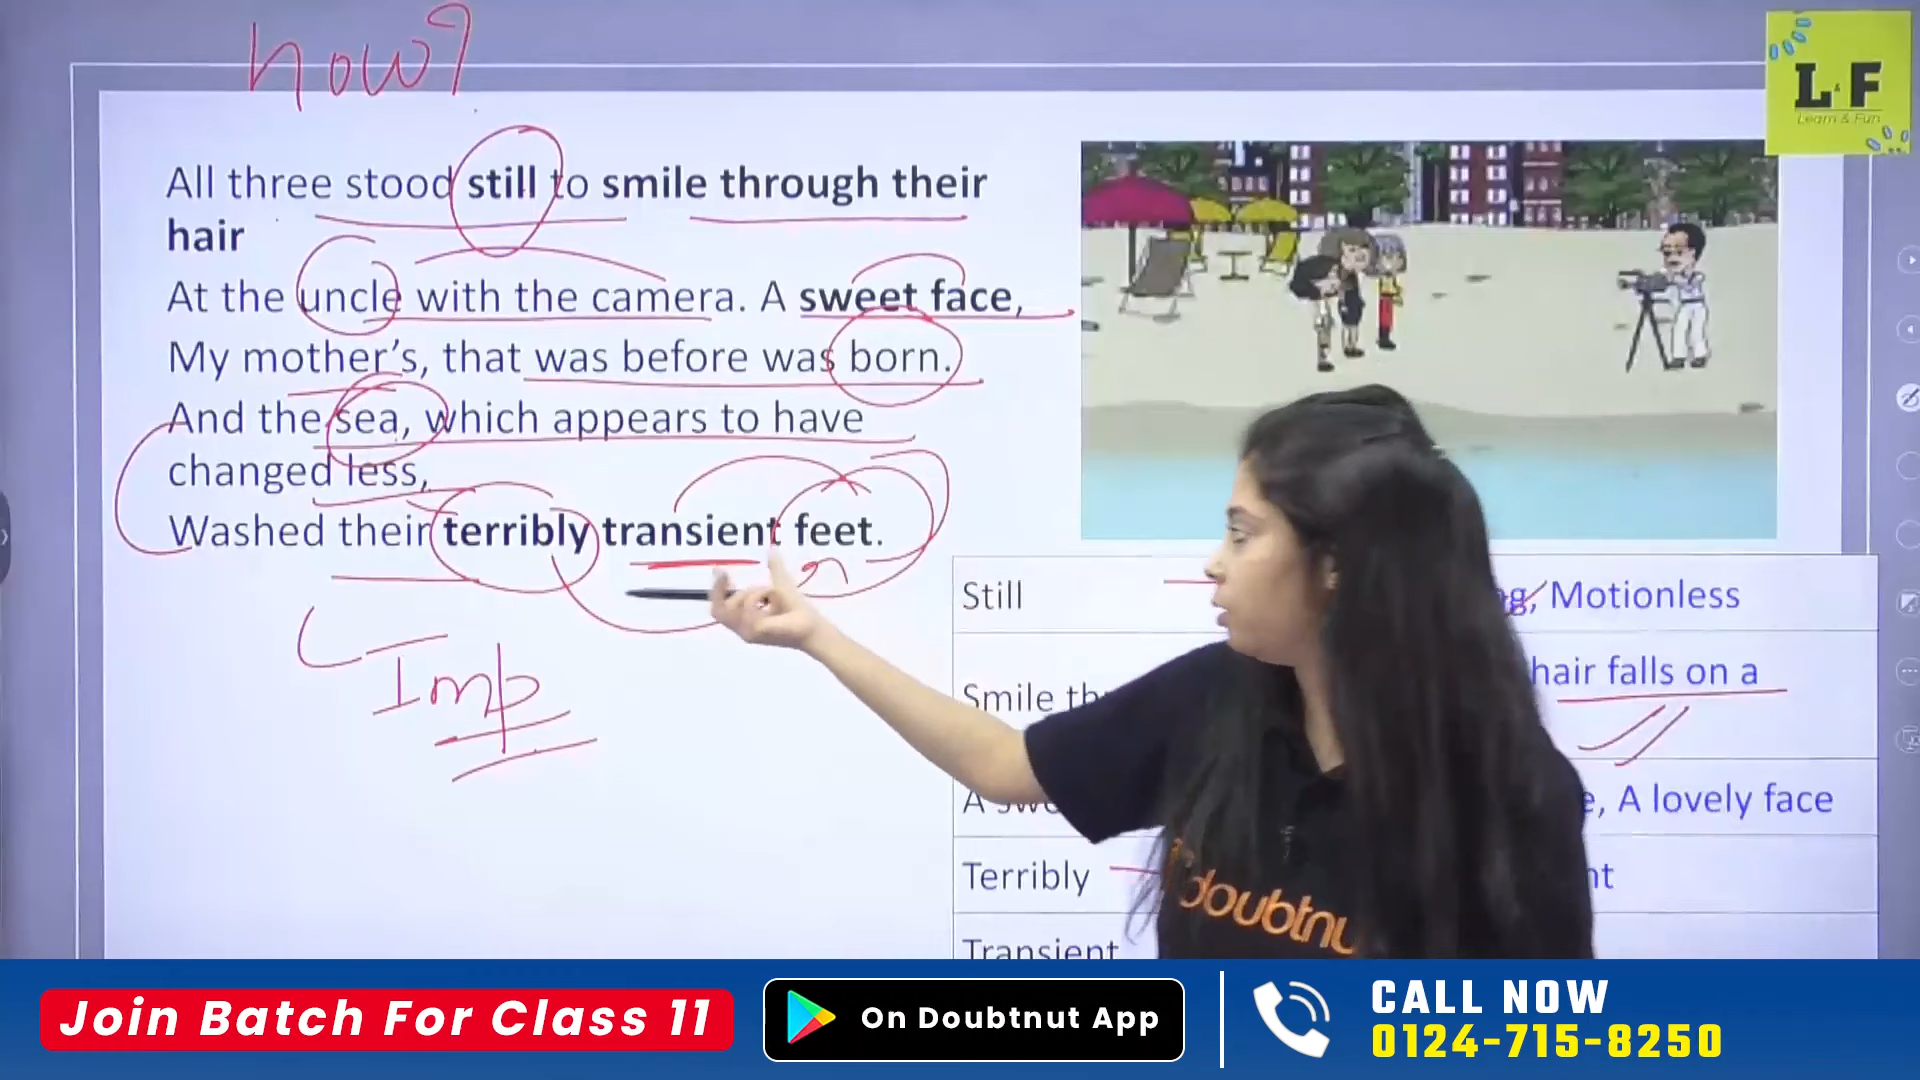 how?
L&F
Learn & Fun
All three stood still to smile through their
hair
At the uncle with the camera. A sweet face,
My mother's, that was before was born.
And the sea, which appears to have
changed less,
Washed their terribly transient feet.
Imp
Still
Motionless
Smile
hair falls on a
A
A lovely face
Terribly
Transient
doubtnu
Join Batch For Class 11
On Doubtnut App
CALL NOW
0124-715-8250